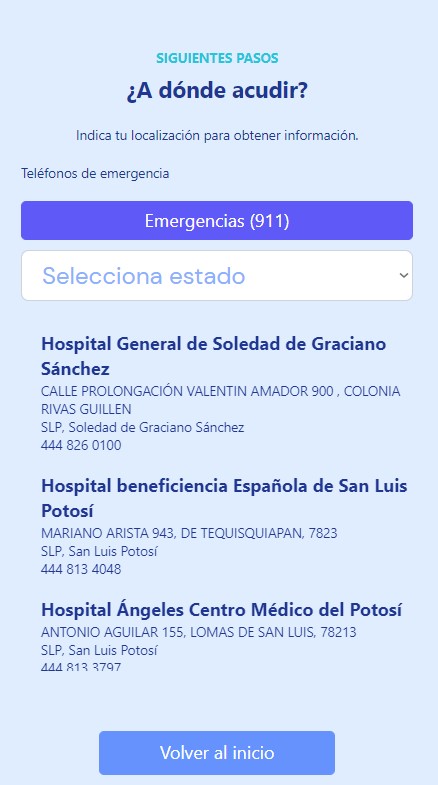 SIGUIENTES PASOS
¿A dónde acudir?
Indica tu localización para obtener información.
Teléfonos de emergencia
Emergencias (911)
Selecciona estado
Hospital General de Soledad de Graciano
Sánchez
CALLE PROLONGACIÓN VALENTIN AMADOR 900 , COLONIA
RIVAS GUILLEN
SLP, Soledad de Graciano Sánchez
444 826 0100
Hospital beneficiencia Española de San Luis
Potosí
MARIANO ARISTA 943, DE TEQUISQUIAPAN, 7823
SLP, San Luis Potosí
444 813 4048
Hospital Ángeles Centro Médico del Potosí
ANTONIO AGUILAR 155, LOMAS DE SAN LUIS, 78213
SLP, San Luis Potosí
444 813 3797
Volver al inicio